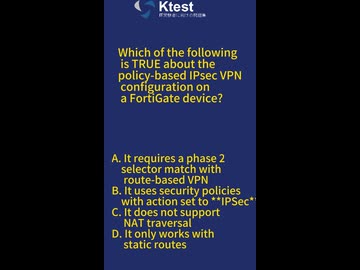 Ktest
Which of the following
is TRUE about the
policy-based IPsec VPN
configuration on
a FortiGate device?
A. It requires a phase 2
selector match with
route-based VPN
B. It uses security policies
with action set to **IPSec*
C. It does not support
NAT traversal
D. It only works with
static routes